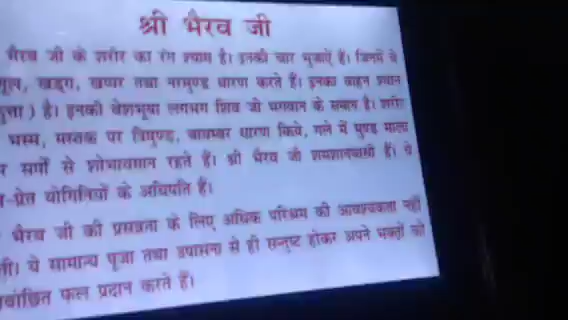 श्री भैरव जी
भैरव जी के शरीर का रंग श्याम है। इनकी चार भुजाऐं हैं। जिनमें ये
शूल, खड्ग, खप्पर तथा नरमुण्ड धारण करते हैं। इनका वाहन श्वान
त्ता) है। इनकी वेशभूषा लगभग शिव जी भगवान के समान है। शरीर
भस्म, मस्तक पर त्रिपुण्ड, बाघम्बर धारण किये, गले में मुण्ड माला
र सर्पों से शोभायमान रहते हैं। श्री भैरव जी शमशानवासी हैं। ये
त-प्रेत योगिनियों के अधिपति हैं।
भैरव जी की प्रसन्नता के लिए अधिक परिश्रम की आवश्यकता नहीं
ती। ये सामान्य पूजा तथा उपासना से ही सन्तुष्ट होकर अपने भक्तों को
वांछित फल प्रदान करते हैं।